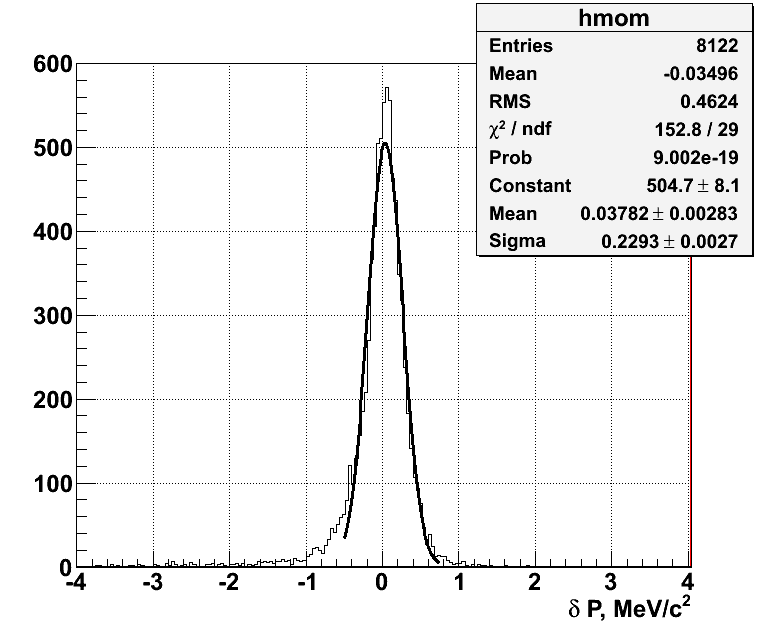 hmom
Entries 8122
Mean -0.03496
RMS 0.4624
χ² / ndf 152.8 / 29
Prob 9.002e-19
Constant 504.7 ± 8.1
Mean 0.03782 ± 0.00283
Sigma 0.2293 ± 0.0027
600
500
400
300
200
100
0
-4 -3 -2 -1 0 1 2 3 4
δ P, MeV/c²